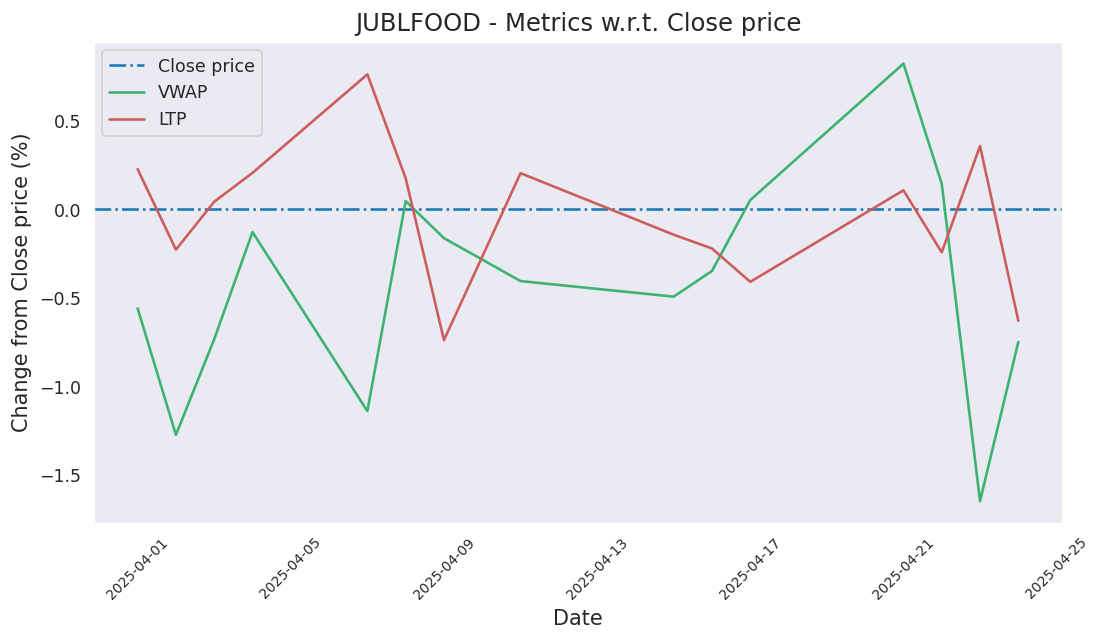 JUBLFOOD - Metrics w.r.t. Close price
Close price
VWAP
LTP
Change from Close price (%)
0.5
0.0
−0.5
−1.0
−1.5
2025-04-01
2025-04-05
2025-04-09
2025-04-13
2025-04-17
2025-04-21
2025-04-25
Date